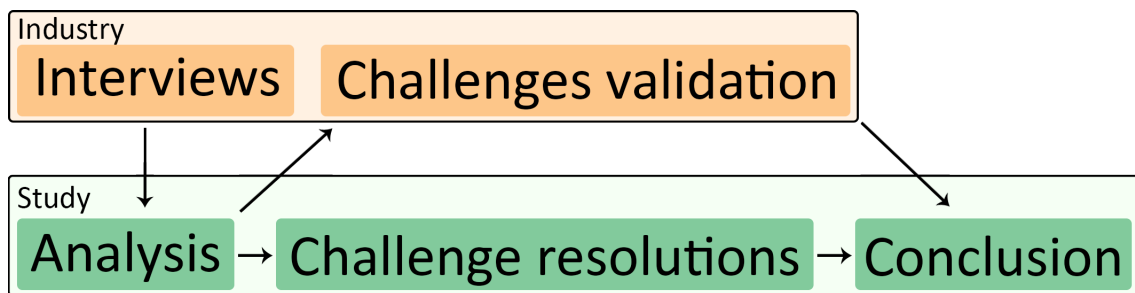 Industry
Interviews Challenges validation
Study
Analysis Challenge resolutions Conclusion